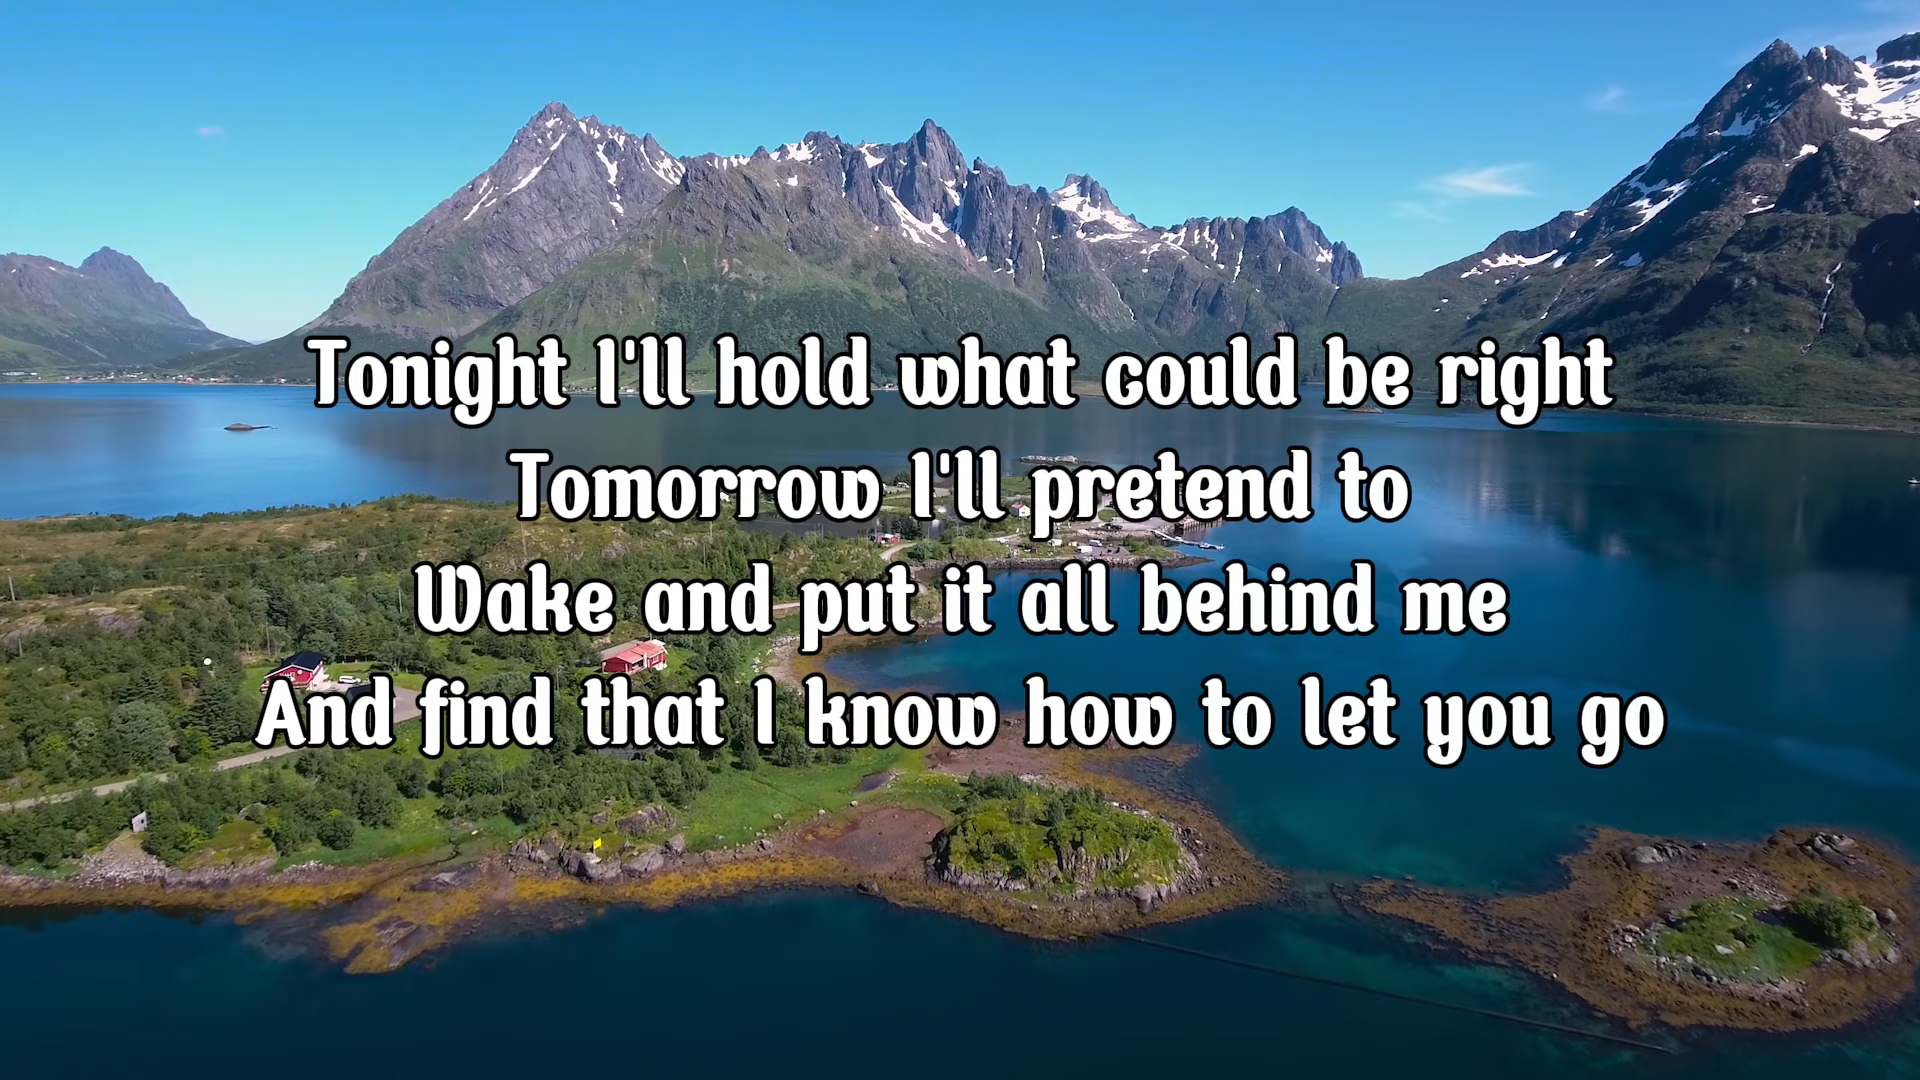 Tonight I'll hold what could be right
Tomorrow I'll pretend to
Wake and put it all behind me
And find that I know how to let you go